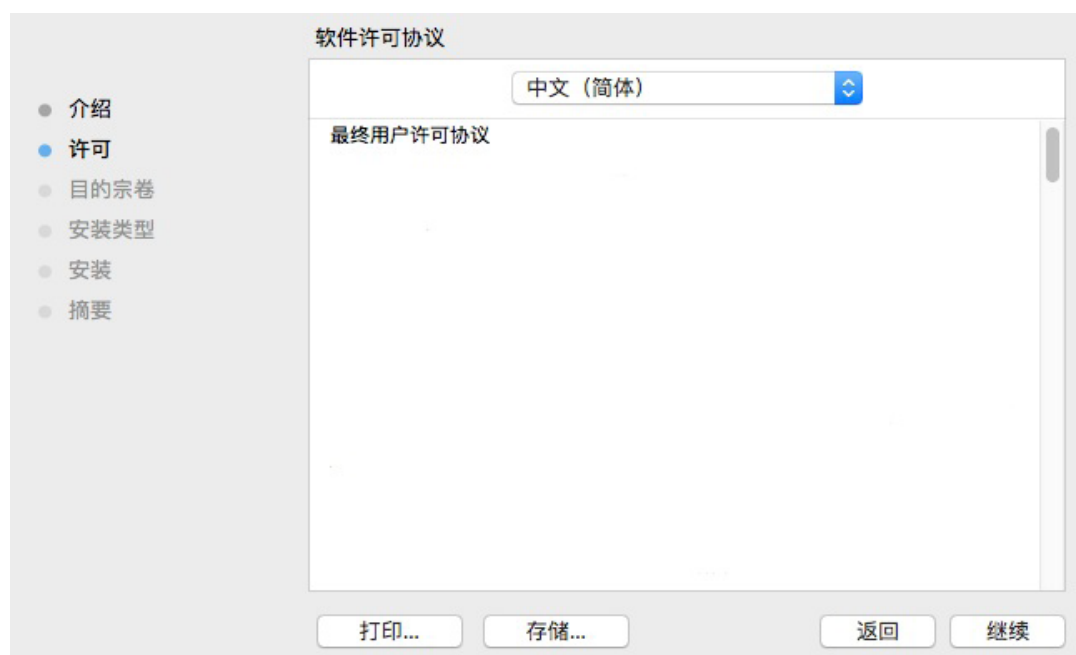 软件许可协议
中文（简体）
介绍
许可
目的宗卷
安装类型
安装
摘要
最终用户许可协议
打印...
存储...
返回
继续